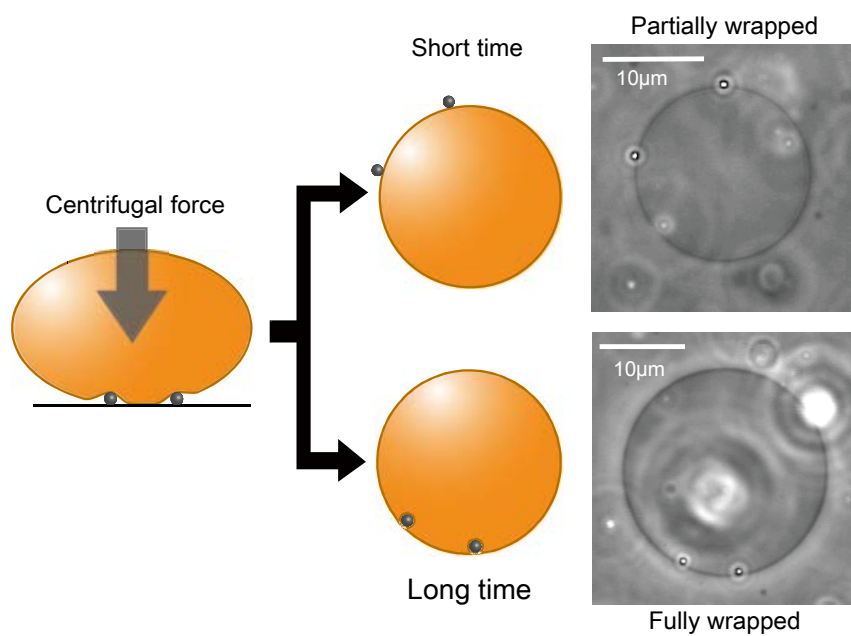 Partially wrapped
Short time
10µm
Centrifugal force
10µm
Long time
Fully wrapped